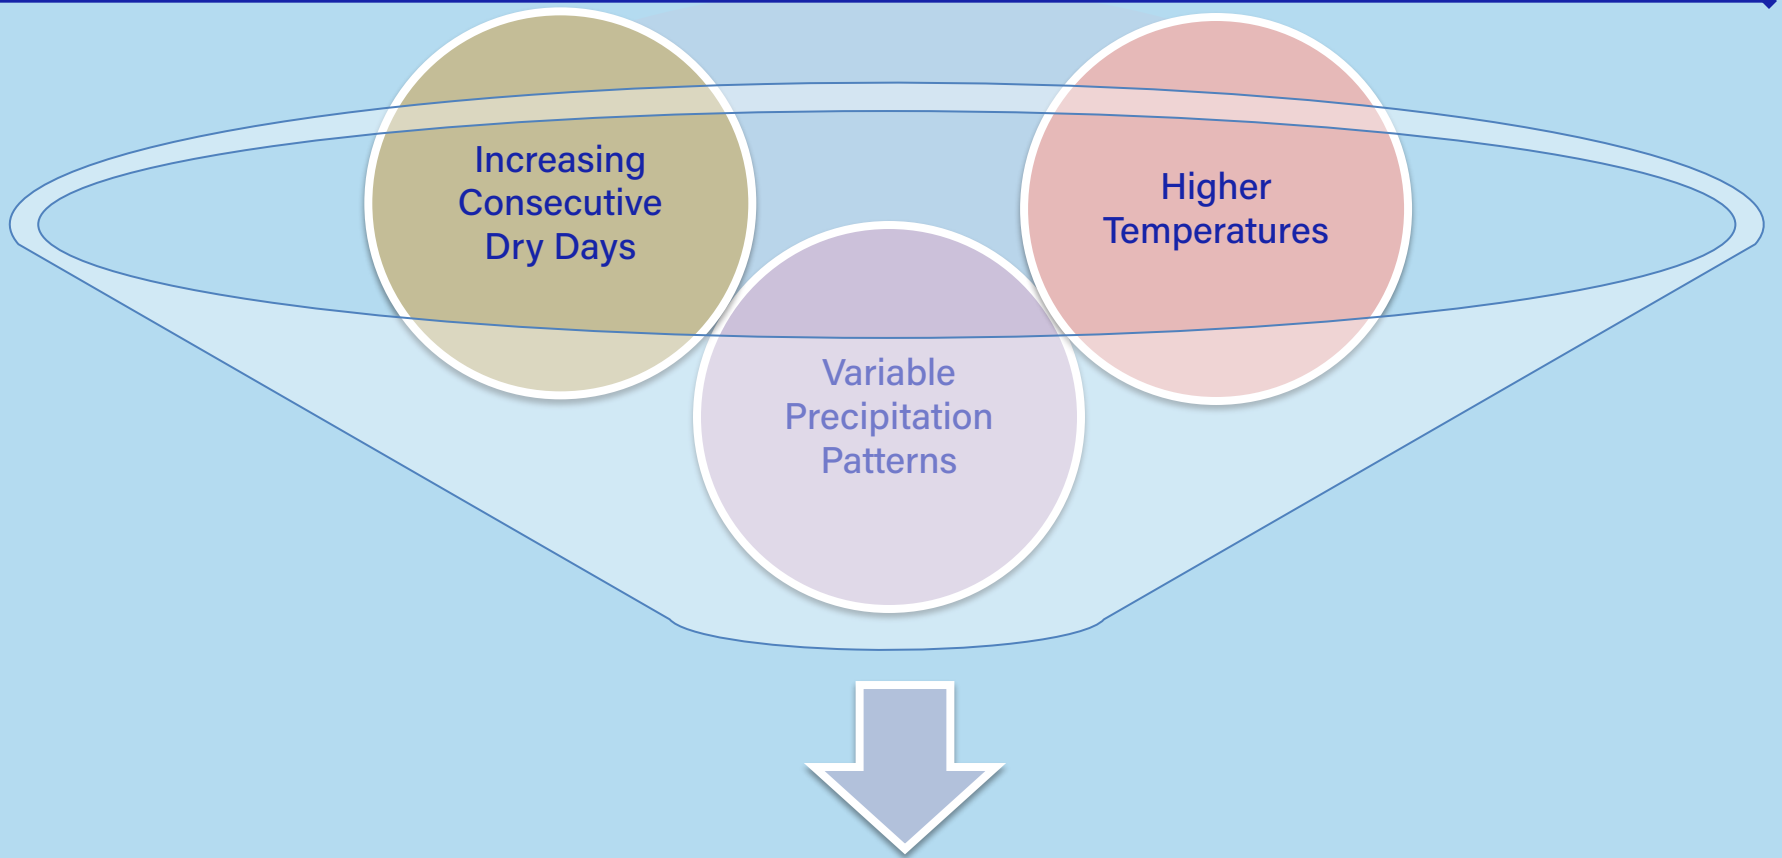 Increasing
Consecutive
Dry Days
Higher
Temperatures
Variable
Precipitation
Patterns